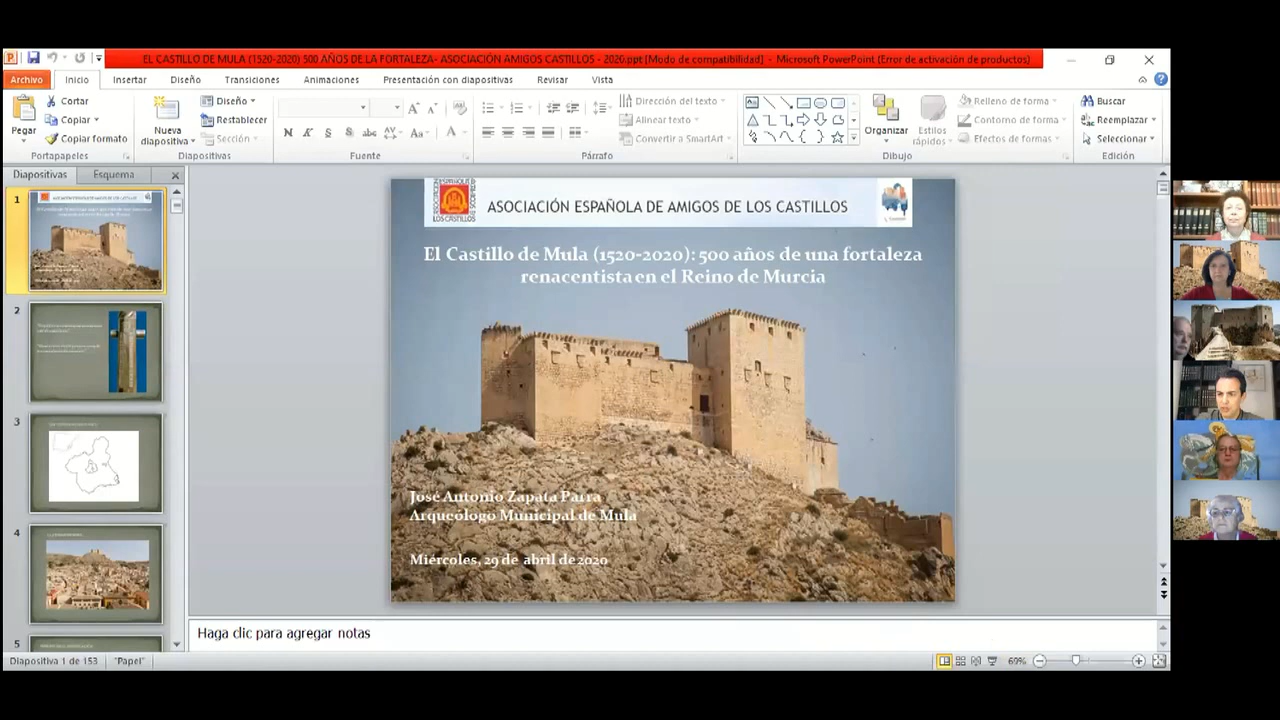 EL CASTILLO DE MULA (1520-2020) 500 AÑOS DE LA FORTALEZA- ASOCIACIÓN AMIGOS CASTILLOS - 2020.ppt [Modo de compatibilidad] - Microsoft PowerPoint (Error de activación de productos)
Archivo Inicio Insertar Diseño Transiciones Animaciones Presentación con diapositivas Revisar Vista
Pegar
Cortar
Copiar
Copiar formato
Portapapeles
Nueva
diapositiva
Diseño
Restablecer
Sección
Diapositivas
Fuente
Dirección del texto
Alinear texto
Convertir a SmartArt
Párrafo
Organizar
Estilos
rápidos
Relleno de forma
Contorno de forma
Efectos de formas
Dibujo
Buscar
Reemplazar
Seleccionar
Edición
Diapositivas Esquema
1
2
3
4
5
ASOCIACIÓN ESPAÑOLA DE AMIGOS DE LOS CASTILLOS
El Castillo de Mula (1520-2020): 500 años de una fortaleza
renacentista en el Reino de Murcia
José Antonio Zapata Parra
Arqueólogo Municipal de Mula
Miércoles, 29 de abril de 2020
Haga clic para agregar notas
Diapositiva 1 de 153 "Papel" 69%